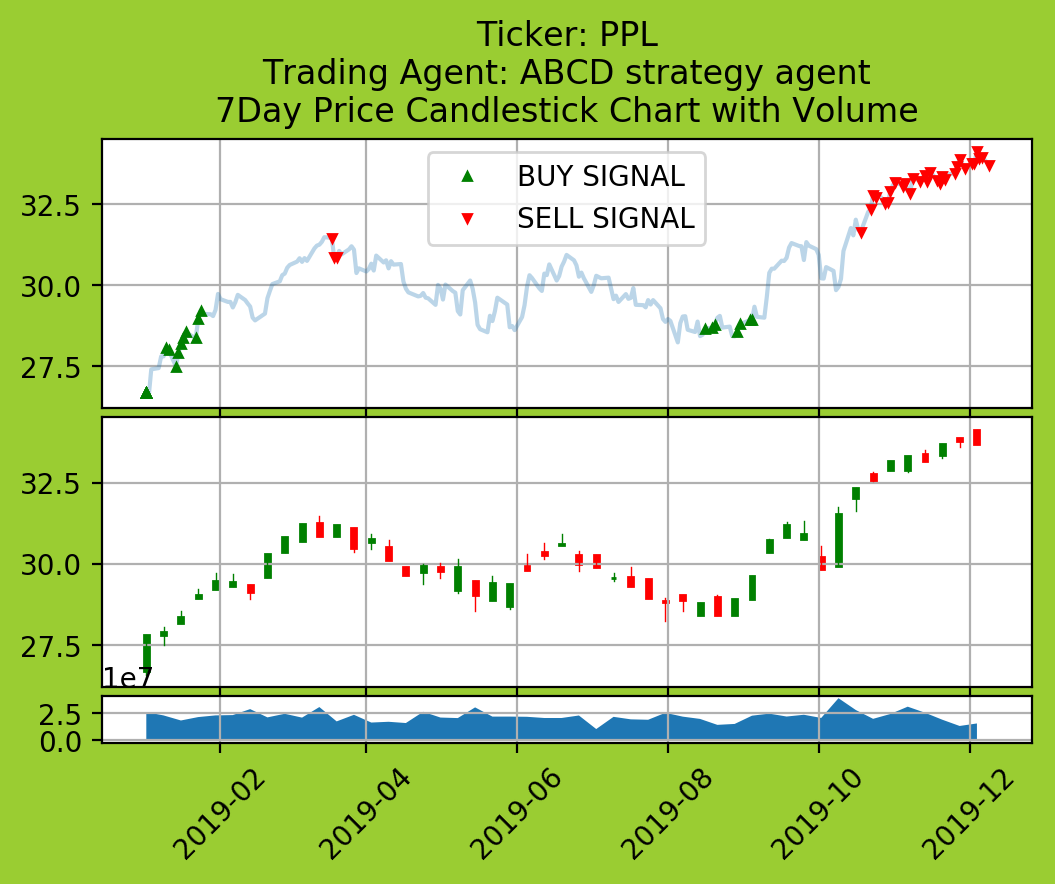 Ticker: PPL
Trading Agent: ABCD strategy agent
7Day Price Candlestick Chart with Volume
BUY SIGNAL
SELL SIGNAL
32.5
30.0
27.5
32.5
30.0
27.5
1e7
2.5
0.0
2019-02
2019-04
2019-06
2019-08
2019-10
2019-12